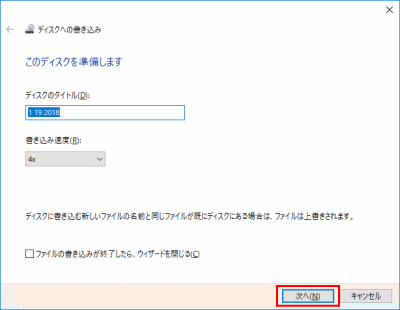 ディスクへの書き込み
このディスクを準備します
ディスクのタイトル(D):
1 19 2018
書き込み速度(R):
4x
ディスクに書き込む新しいファイルの名前と同じファイルが既にディスクにある場合は、ファイルは上書きされます。
ファイルの書き込みが終了したら、ウィザードを閉じる(C)
次へ(N) キャンセル